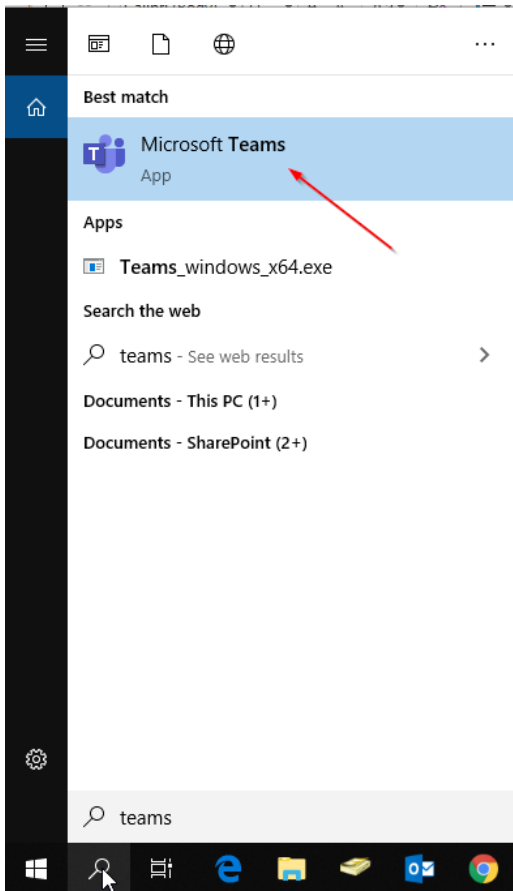 Best match
Microsoft Teams
App
Apps
Teams_windows_x64.exe
Search the web
teams - See web results
Documents - This PC (1+)
Documents - SharePoint (2+)
teams